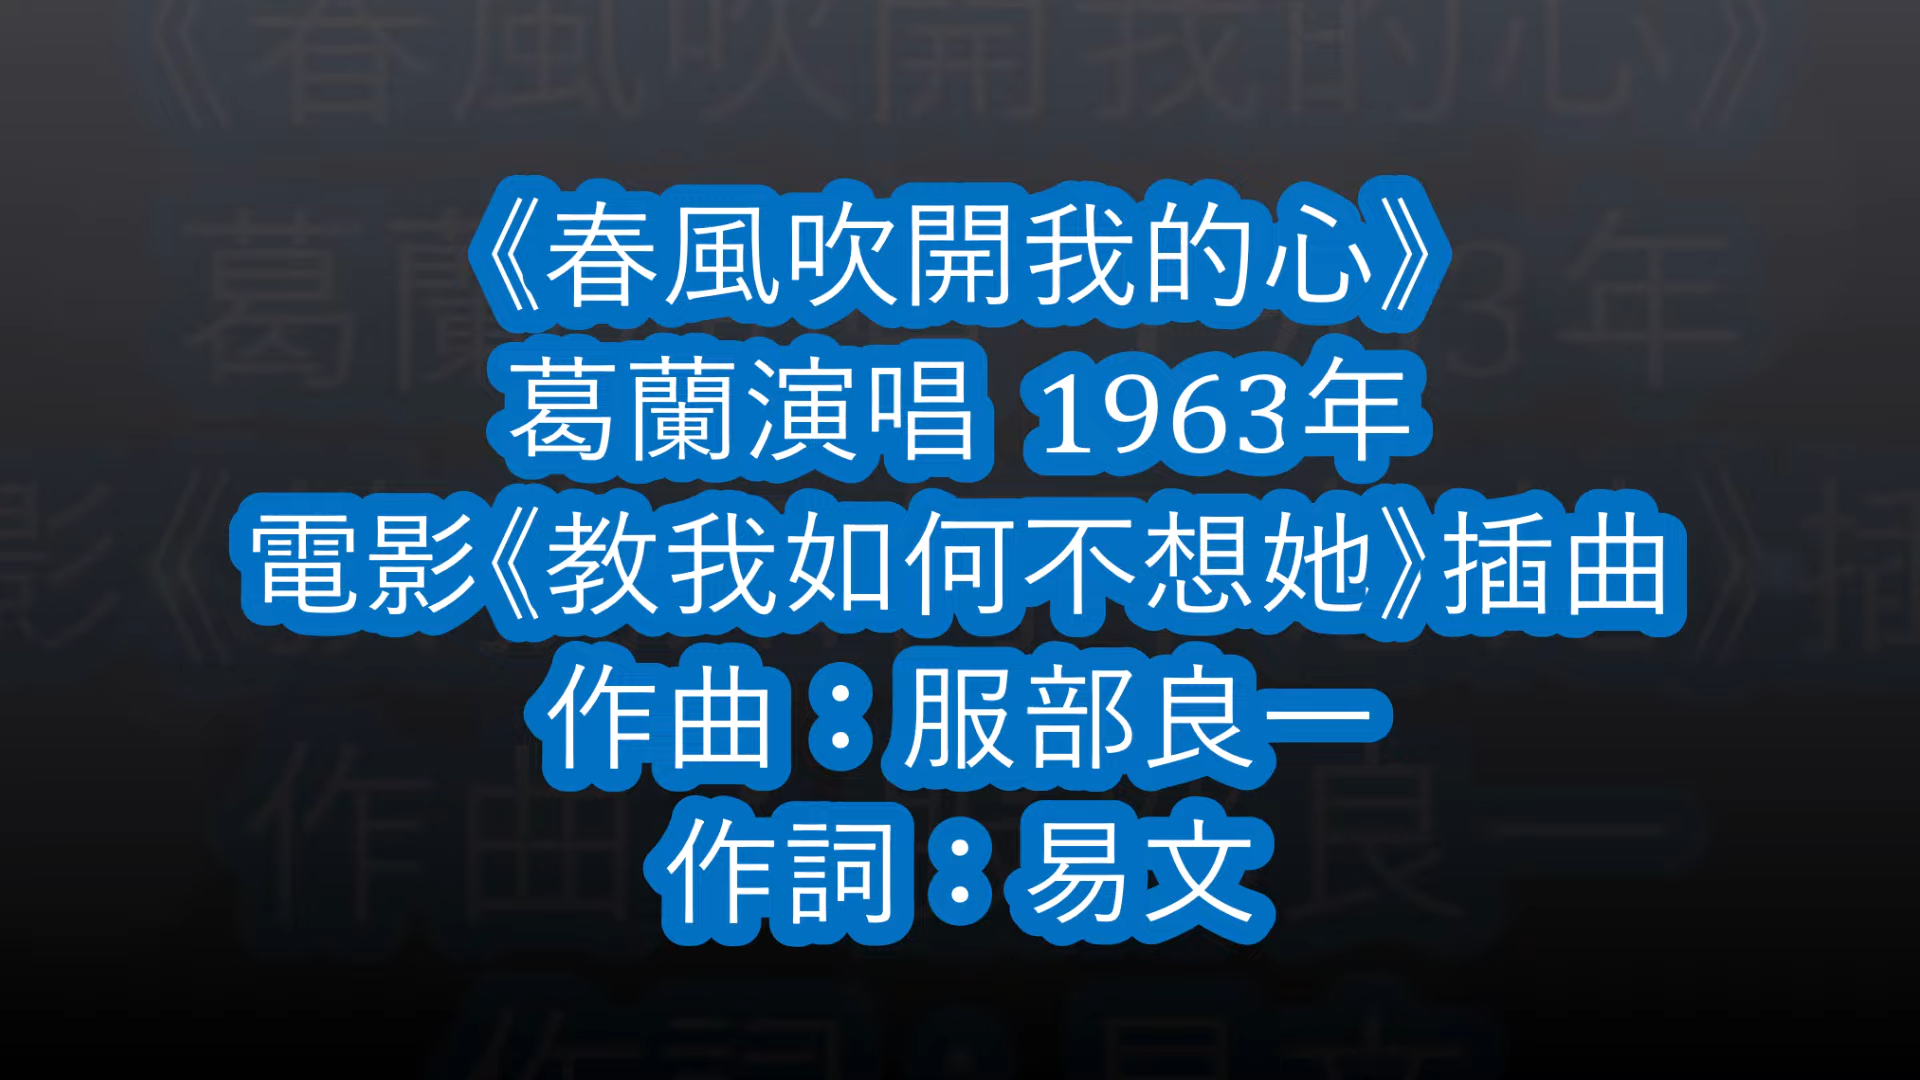 《春風吹開我的心》
葛蘭演唱 1963年
電影《教我如何不想她》插曲
作曲：服部良一
作詞：易文